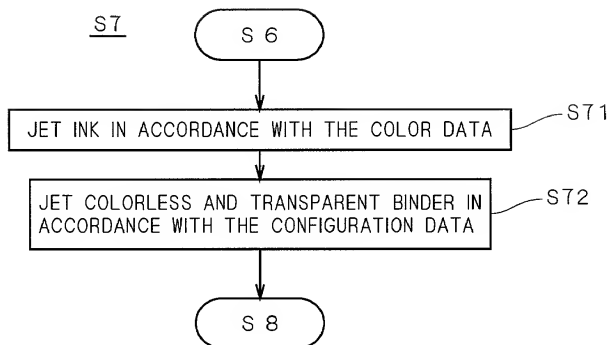 S7
S 6
JET INK IN ACCORDANCE WITH THE COLOR DATA
S71
JET COLORLESS AND TRANSPARENT BINDER IN
ACCORDANCE WITH THE CONFIGURATION DATA
S72
S 8